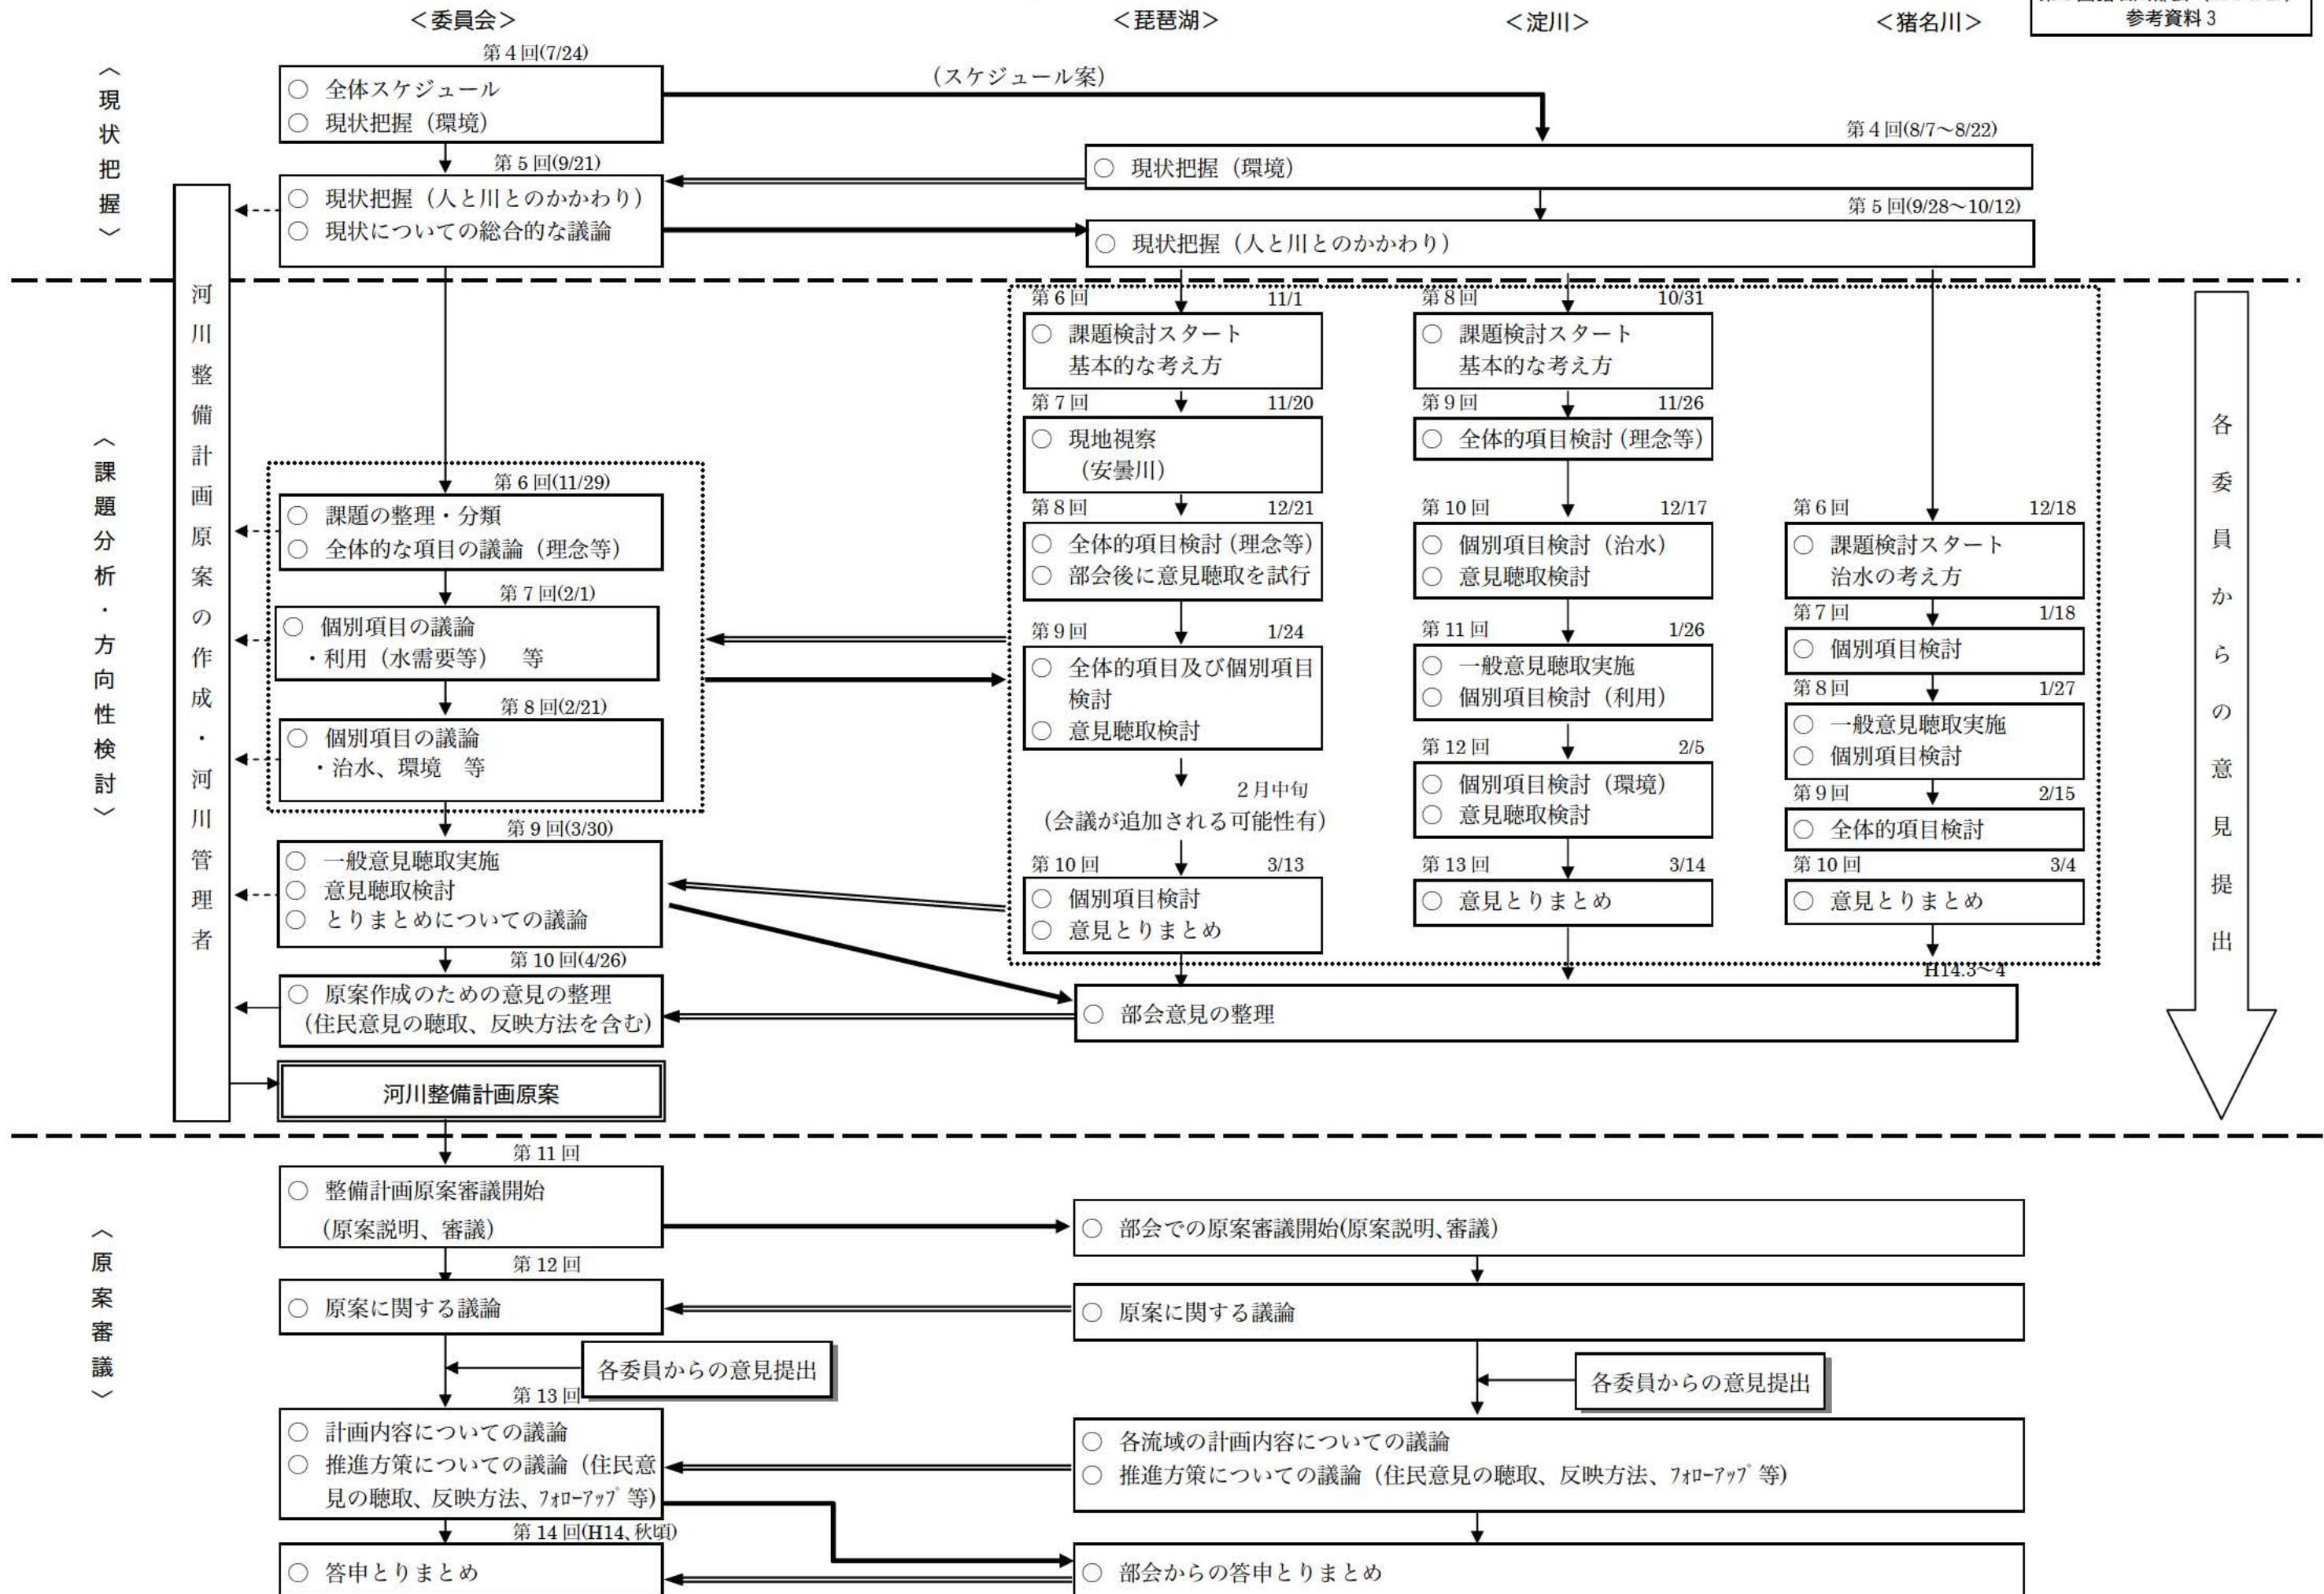 ＜委員会＞
＜琵琶湖＞
＜淀川＞
＜猪名川＞
参考資料 3
〈現状把握〉
第 4 回(7/24)
○ 全体スケジュール
○ 現状把握（環境）
（スケジュール案）
第 4 回(8/7～8/22)
○ 現状把握（環境）
第 5 回(9/21)
○ 現状把握（人と川とのかかわり）
○ 現状についての総合的な議論
第 5 回(9/28～10/12)
○ 現状把握（人と川とのかかわり）
河川整備計画原案の作成・河川管理者
〈課題分析・方向性検討〉
第 6 回(11/29)
○ 課題の整理・分類
○ 全体的な項目の議論（理念等）
第 7 回(2/1)
○ 個別項目の議論
・利用（水需要等） 等
第 8 回(2/21)
○ 個別項目の議論
・治水、環境 等
第 9 回(3/30)
○ 一般意見聴取実施
○ 意見聴取検討
○ とりまとめについての議論
第 10 回(4/26)
○ 原案作成のための意見の整理
（住民意見の聴取、反映方法を含む）
河川整備計画原案
第 6 回 11/1
○ 課題検討スタート
基本的な考え方
第 7 回 11/20
○ 現地視察
（安曇川）
第 8 回 12/21
○ 全体的項目検討（理念等）
○ 部会後に意見聴取を試行
第 9 回 1/24
○ 全体的項目及び個別項目
検討
○ 意見聴取検討
2 月中旬
（会議が追加される可能性有）
第 10 回 3/13
○ 個別項目検討
○ 意見とりまとめ
第 8 回 10/31
○ 課題検討スタート
基本的な考え方
第 9 回 11/26
○ 全体的項目検討（理念等）
第 10 回 12/17
○ 個別項目検討（治水）
○ 意見聴取検討
第 11 回 1/26
○ 一般意見聴取実施
○ 個別項目検討（利用）
第 12 回 2/5
○ 個別項目検討（環境）
○ 意見聴取検討
第 13 回 3/14
○ 意見とりまとめ
第 6 回 12/18
○ 課題検討スタート
治水の考え方
第 7 回 1/18
○ 個別項目検討
第 8 回 1/27
○ 一般意見聴取実施
○ 個別項目検討
第 9 回 2/15
○ 全体的項目検討
第 10 回 3/4
○ 意見とりまとめ
H14.3～4
○ 部会意見の整理
各委員からの意見提出
〈原案審議〉
第 11 回
○ 整備計画原案審議開始
（原案説明、審議）
○ 部会での原案審議開始(原案説明、審議）
第 12 回
○ 原案に関する議論
○ 原案に関する議論
各委員からの意見提出
各委員からの意見提出
第 13 回
○ 計画内容についての議論
○ 推進方策についての議論（住民意
見の聴取、反映方法、ﾌｫﾛｰｱｯﾌﾟ等）
○ 各流域の計画内容についての議論
○ 推進方策についての議論（住民意見の聴取、反映方法、ﾌｫﾛｰｱｯﾌﾟ等）
第 14 回(H14、秋頃)
○ 答申とりまとめ
○ 部会からの答申とりまとめ